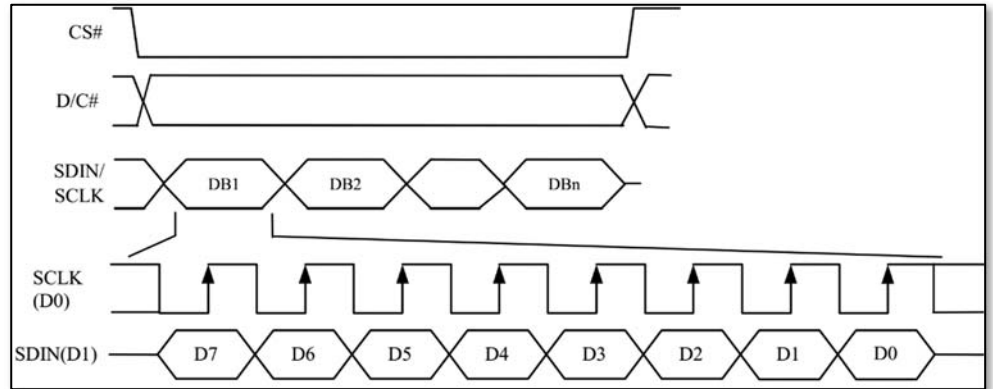 CS#
D/C#
SDIN/
SCLK
DB1 DB2 DBn
SCLK
(D0)
SDIN(D1) D7 D6 D5 D4 D3 D2 D1 D0